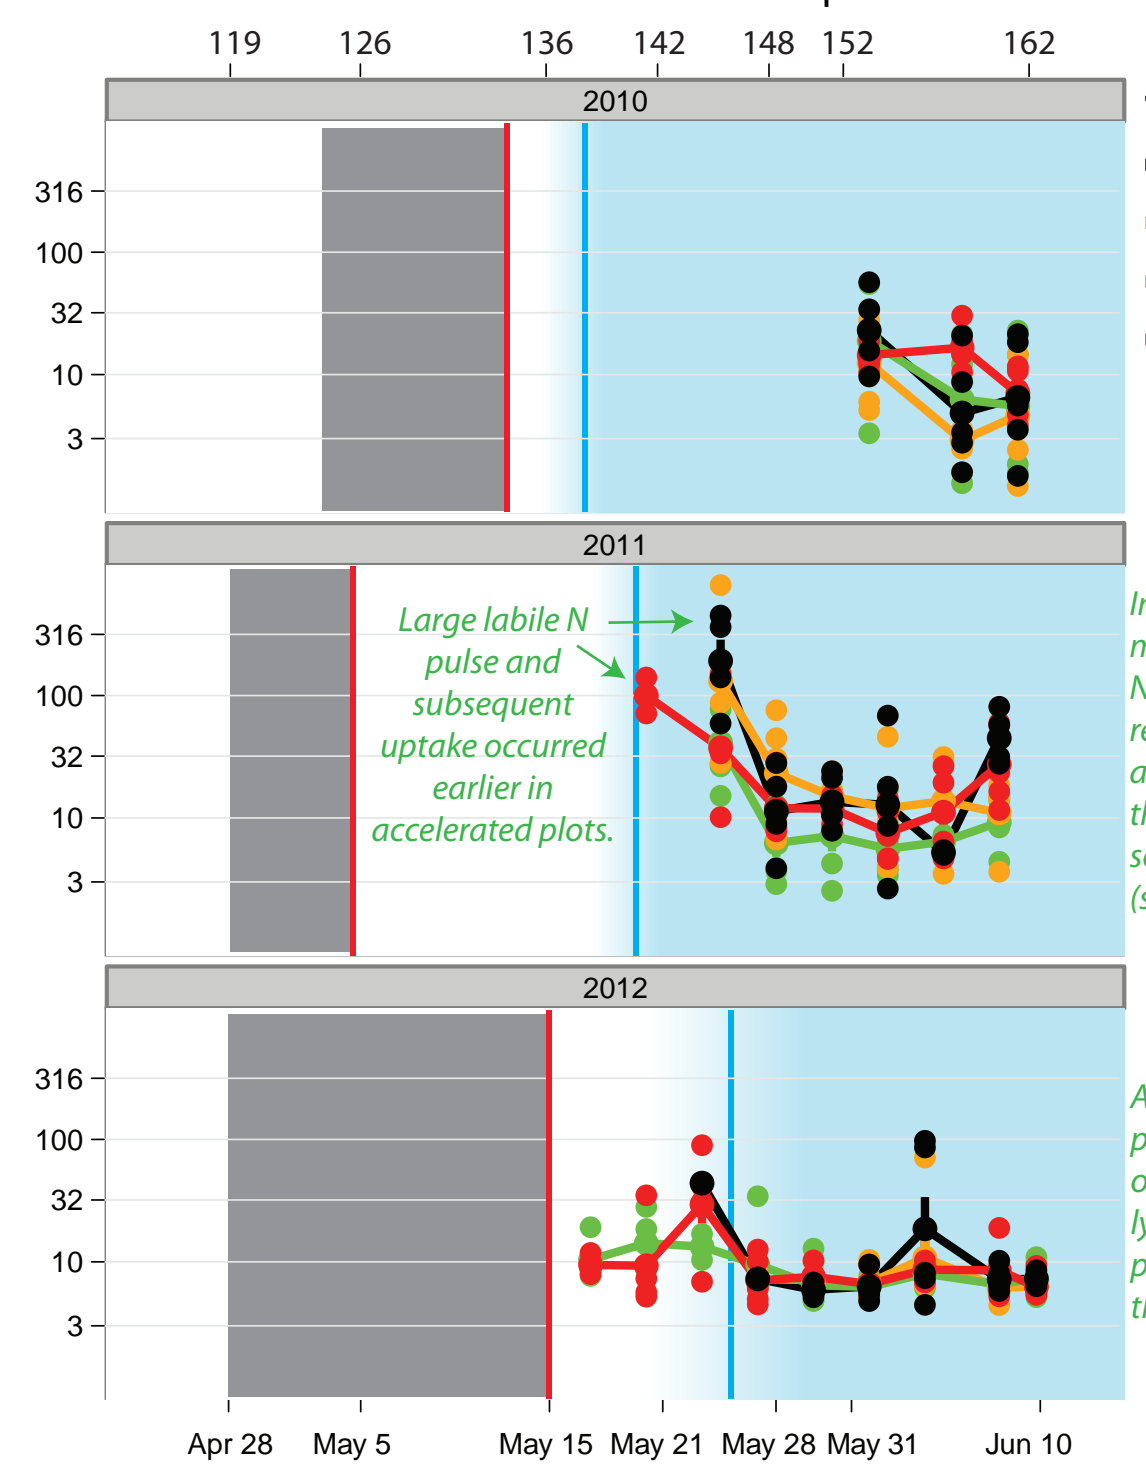 119 126 136 142 148 152 162
2010
316
100
32
10
3
2011
Large labile N
pulse and
subsequent
uptake occurred
earlier in
accelerated plots.
316
100
32
10
3
2012
316
100
32
10
3
Apr 28 May 5 May 15 May 21 May 28 May 31 Jun 10